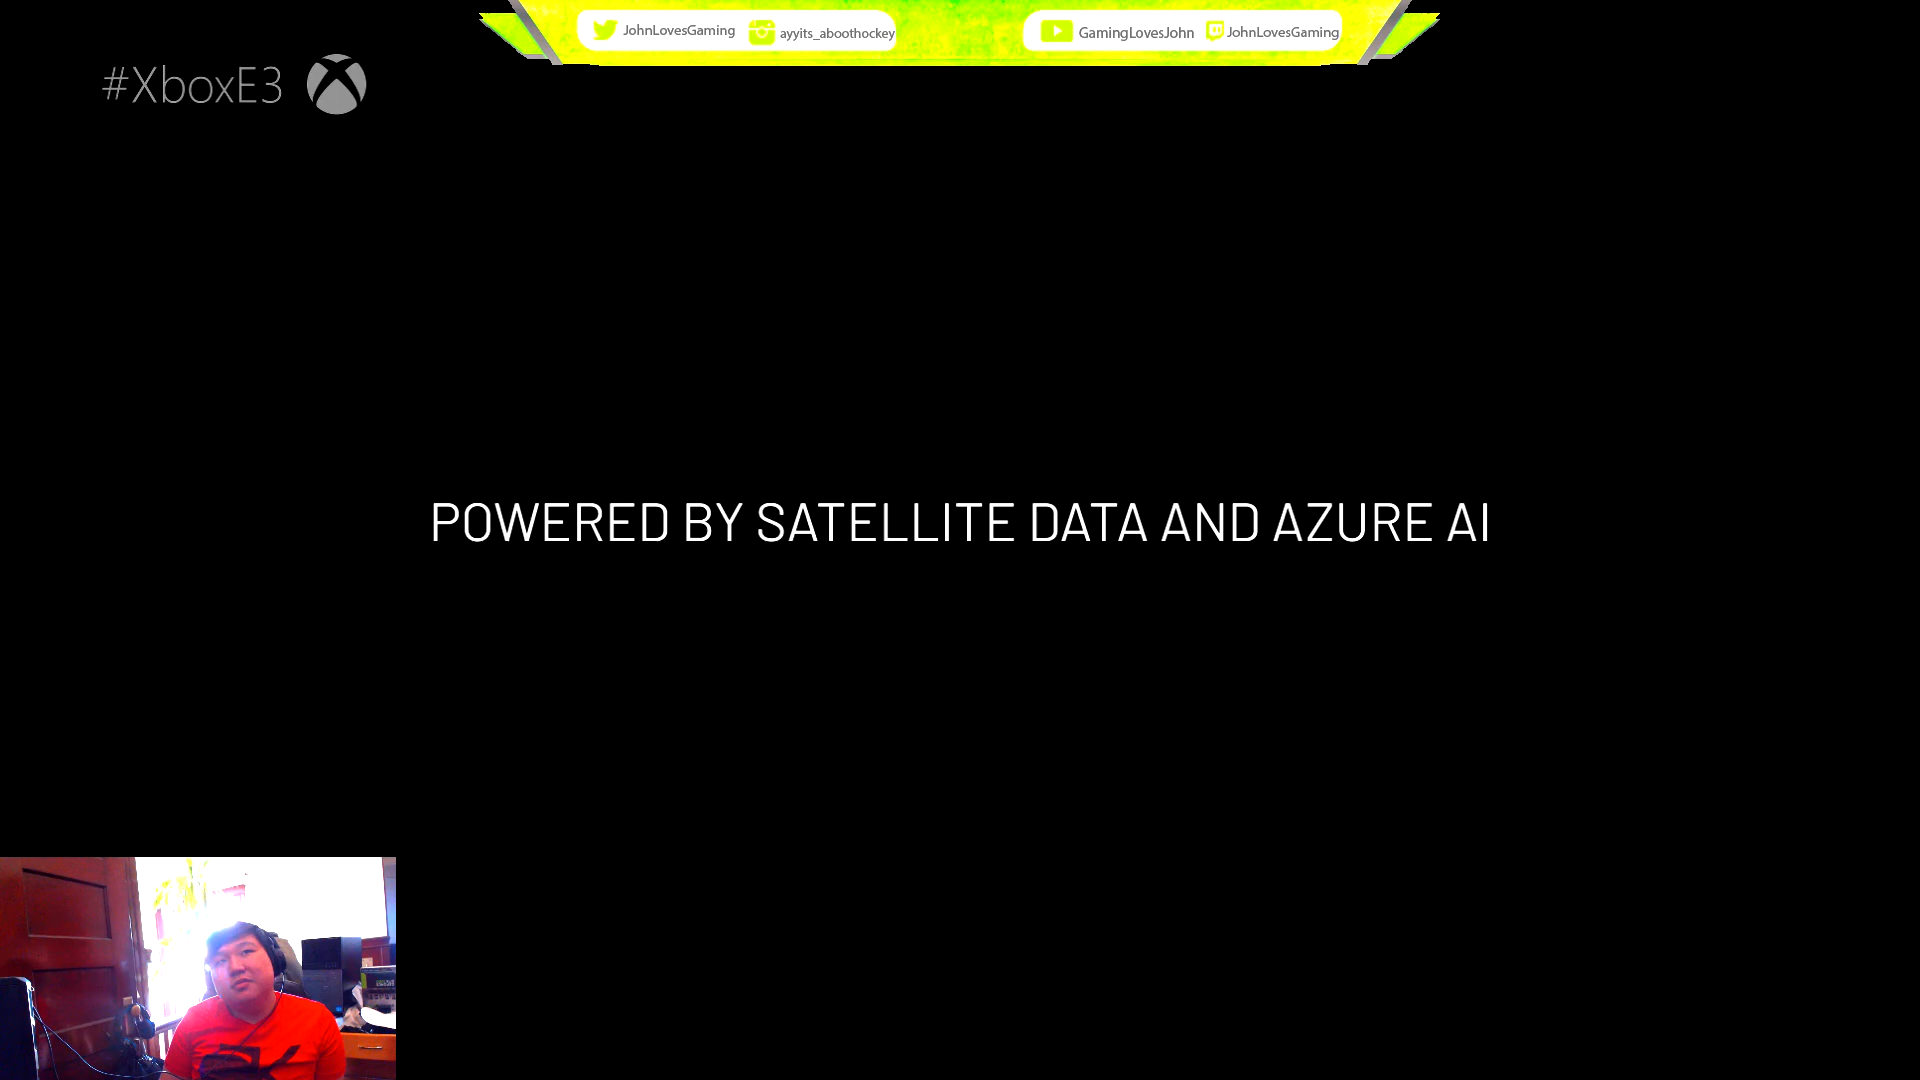 JohnLovesGaming
ayyits_aboothockey
GamingLovesJohn
JohnLovesGaming
#XboxE3
POWERED BY SATELLITE DATA AND AZURE AI